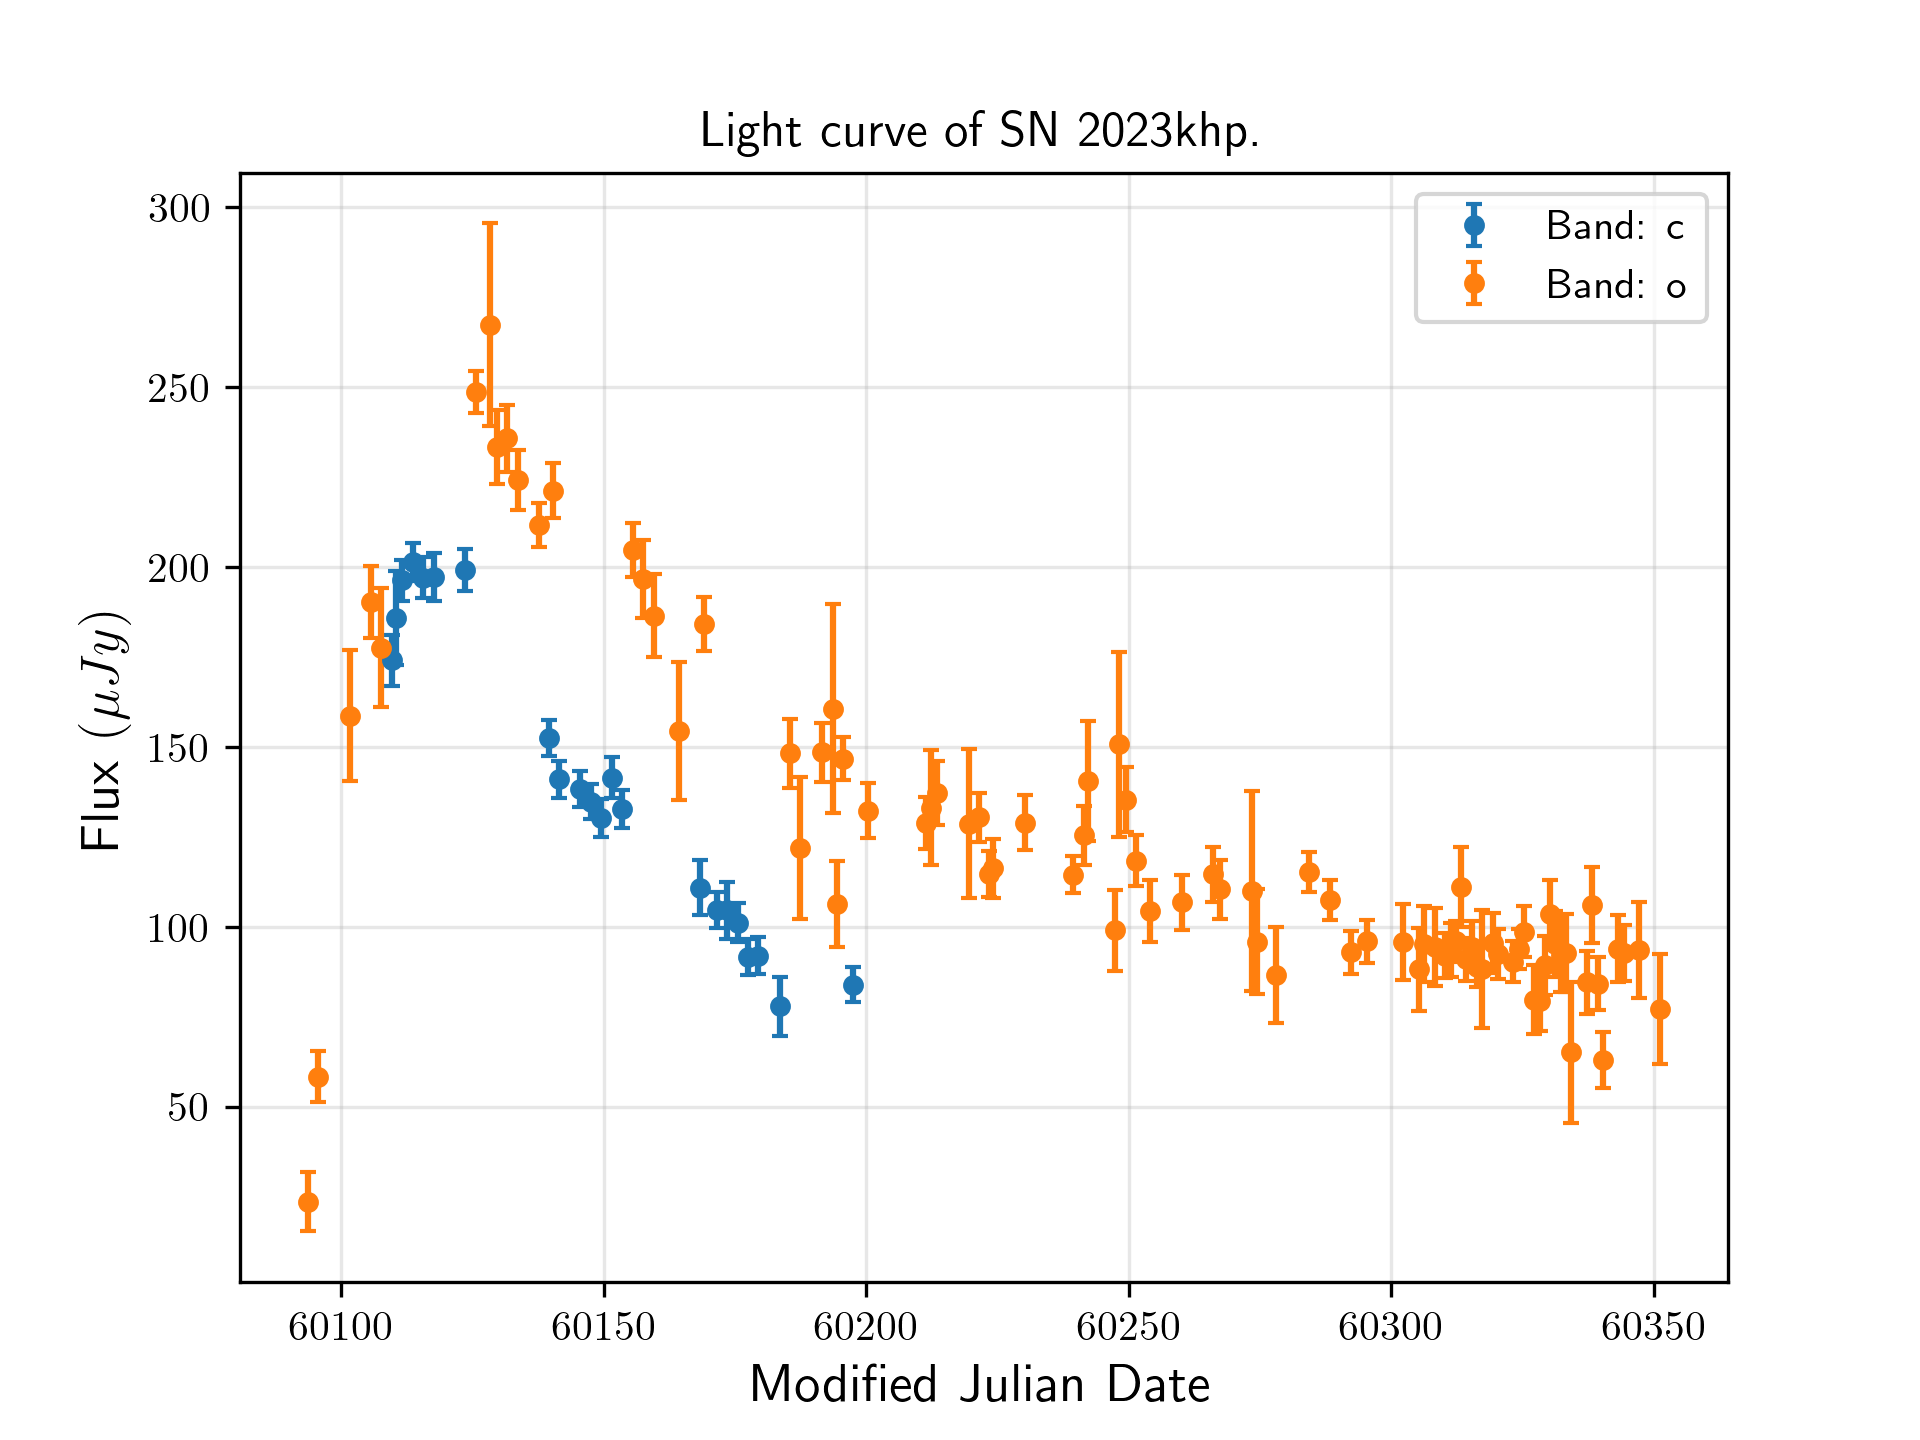 Light curve of SN 2023khp.
Band: c
Band: o
Flux (μJy)
300
250
200
150
100
50
60100 60150 60200 60250 60300 60350
Modified Julian Date